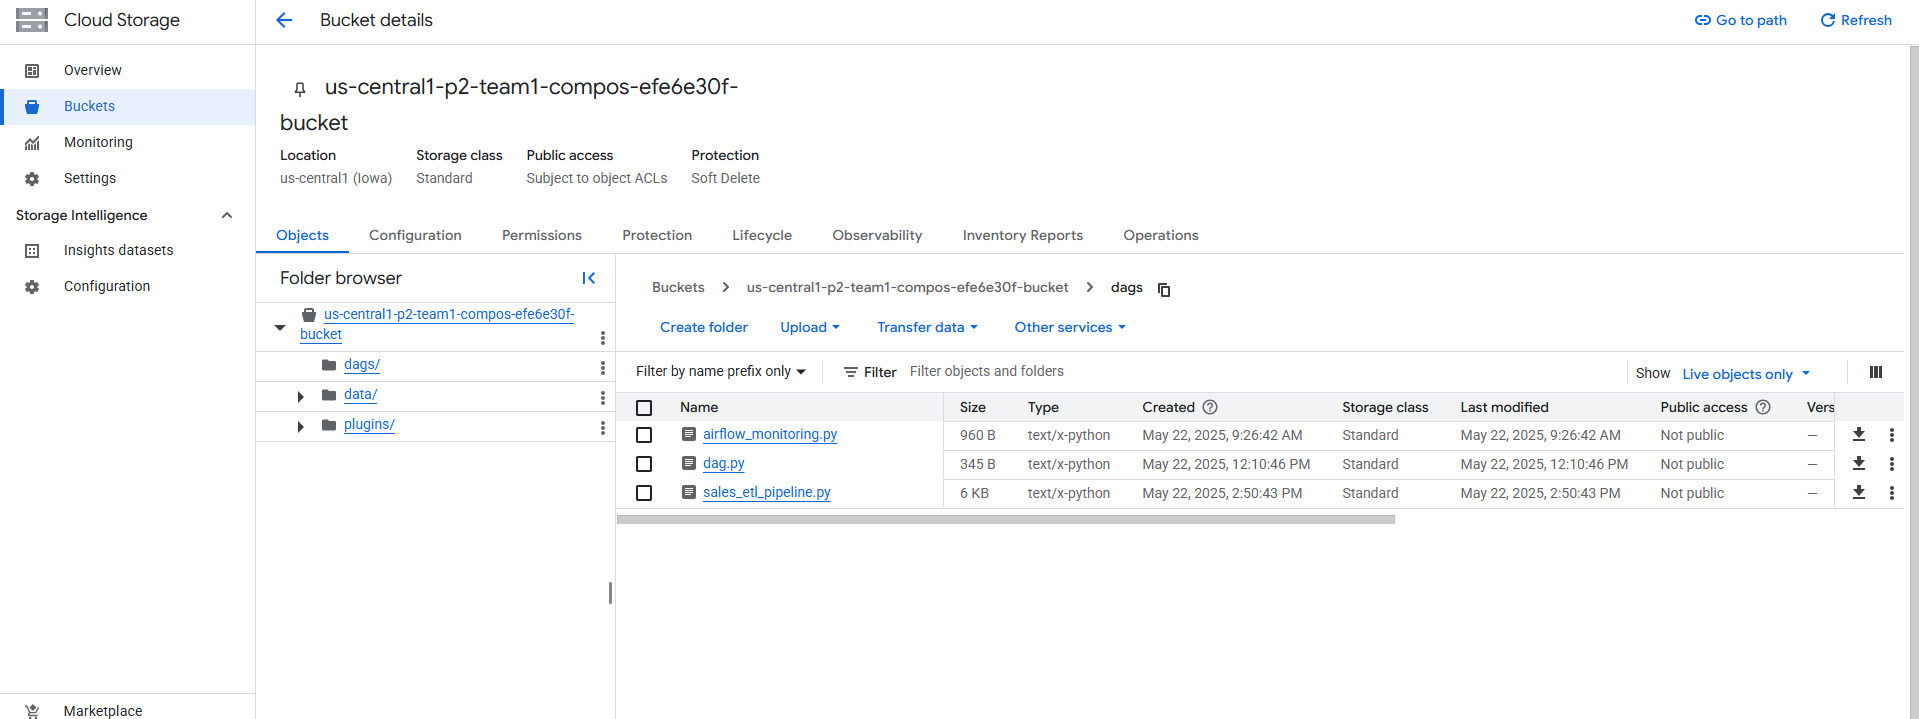 Cloud Storage
Bucket details
Go to path
Refresh
Overview
Buckets
Monitoring
Settings
Storage Intelligence
Insights datasets
Configuration
Marketplace
us-central1-p2-team1-compos-efe6e30f-
bucket
Location
Storage class
Public access
Protection
us-central1 (Iowa)
Standard
Subject to object ACLs
Soft Delete
Objects
Configuration
Permissions
Protection
Lifecycle
Observability
Inventory Reports
Operations
Folder browser
us-central1-p2-team1-compos-efe6e30f-
bucket
dags/
data/
plugins/
Buckets > us-central1-p2-team1-compos-efe6e30f-bucket > dags
Create folder
Upload
Transfer data
Other services
Filter by name prefix only
Filter
Filter objects and folders
Show
Live objects only
Name Size Type Created Storage class Last modified Public access Vers
airflow_monitoring.py 960 B text/x-python May 22, 2025, 9:26:42 AM Standard May 22, 2025, 9:26:42 AM Not public —
dag.py 345 B text/x-python May 22, 2025, 12:10:46 PM Standard May 22, 2025, 12:10:46 PM Not public —
sales_etl_pipeline.py 6 KB text/x-python May 22, 2025, 2:50:43 PM Standard May 22, 2025, 2:50:43 PM Not public —